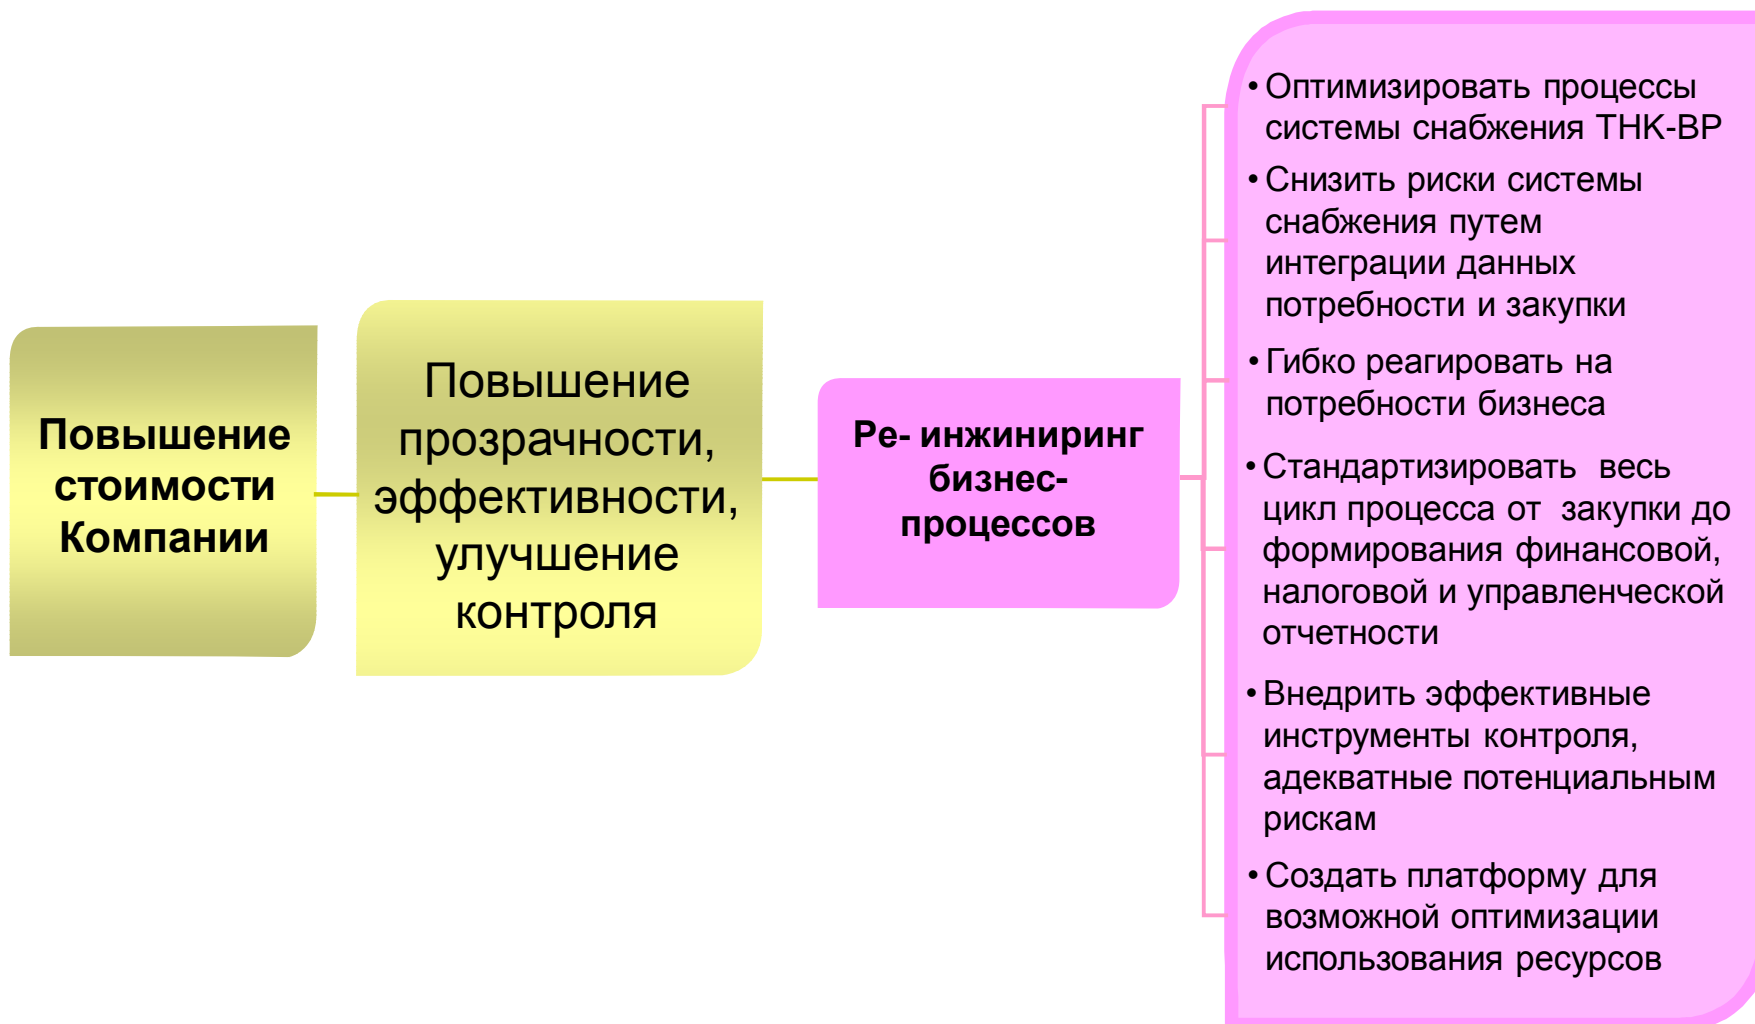 Повышение
стоимости
Компании
Повышение
прозрачности,
эффективности,
улучшение
контроля
Ре- инжиниринг
бизнес-
процессов
• Оптимизировать процессы
системы снабжения ТНК-ВР
• Снизить риски системы
снабжения путем
интеграции данных
потребности и закупки
• Гибко реагировать на
потребности бизнеса
• Стандартизировать весь
цикл процесса от закупки до
формирования финансовой,
налоговой и управленческой
отчетности
• Внедрить эффективные
инструменты контроля,
адекватные потенциальным
рискам
• Создать платформу для
возможной оптимизации
использования ресурсов